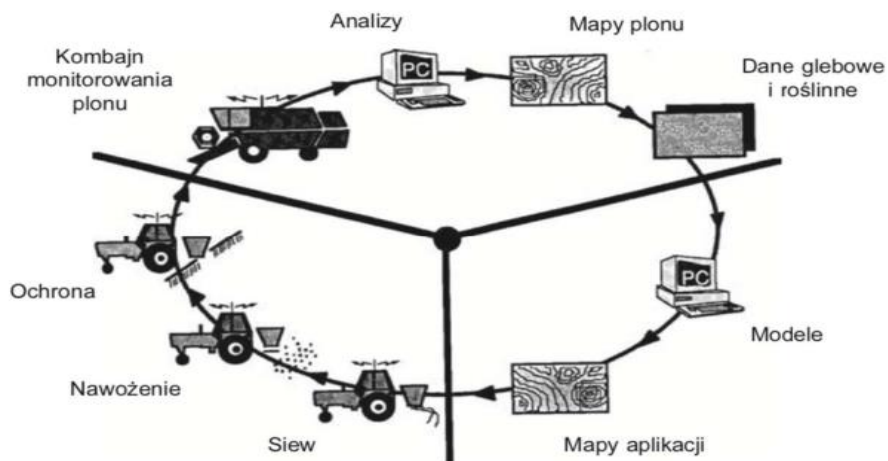 Analizy
Mapy plonu
Kombajn
monitorowania
plonu
Dane glebowe
i roślinne
PC
PC
Ochrona
Modele
Nawożenie
Siew
Mapy aplikacji